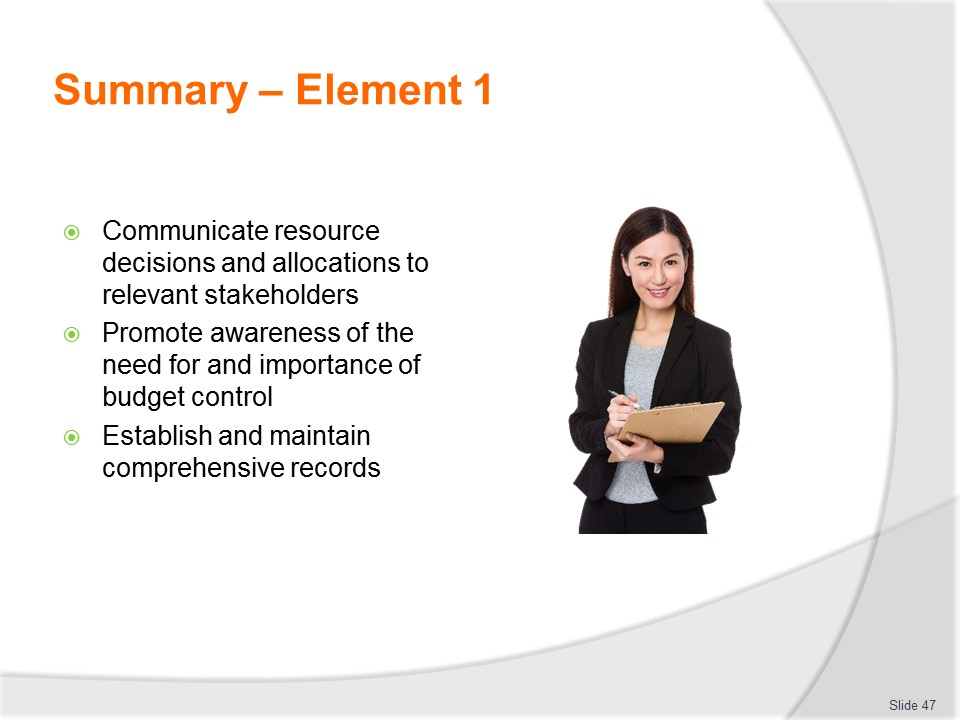 Summary – Element 1
Communicate resource
decisions and allocations to
relevant stakeholders
Promote awareness of the
need for and importance of
budget control
Establish and maintain
comprehensive records
Slide 47